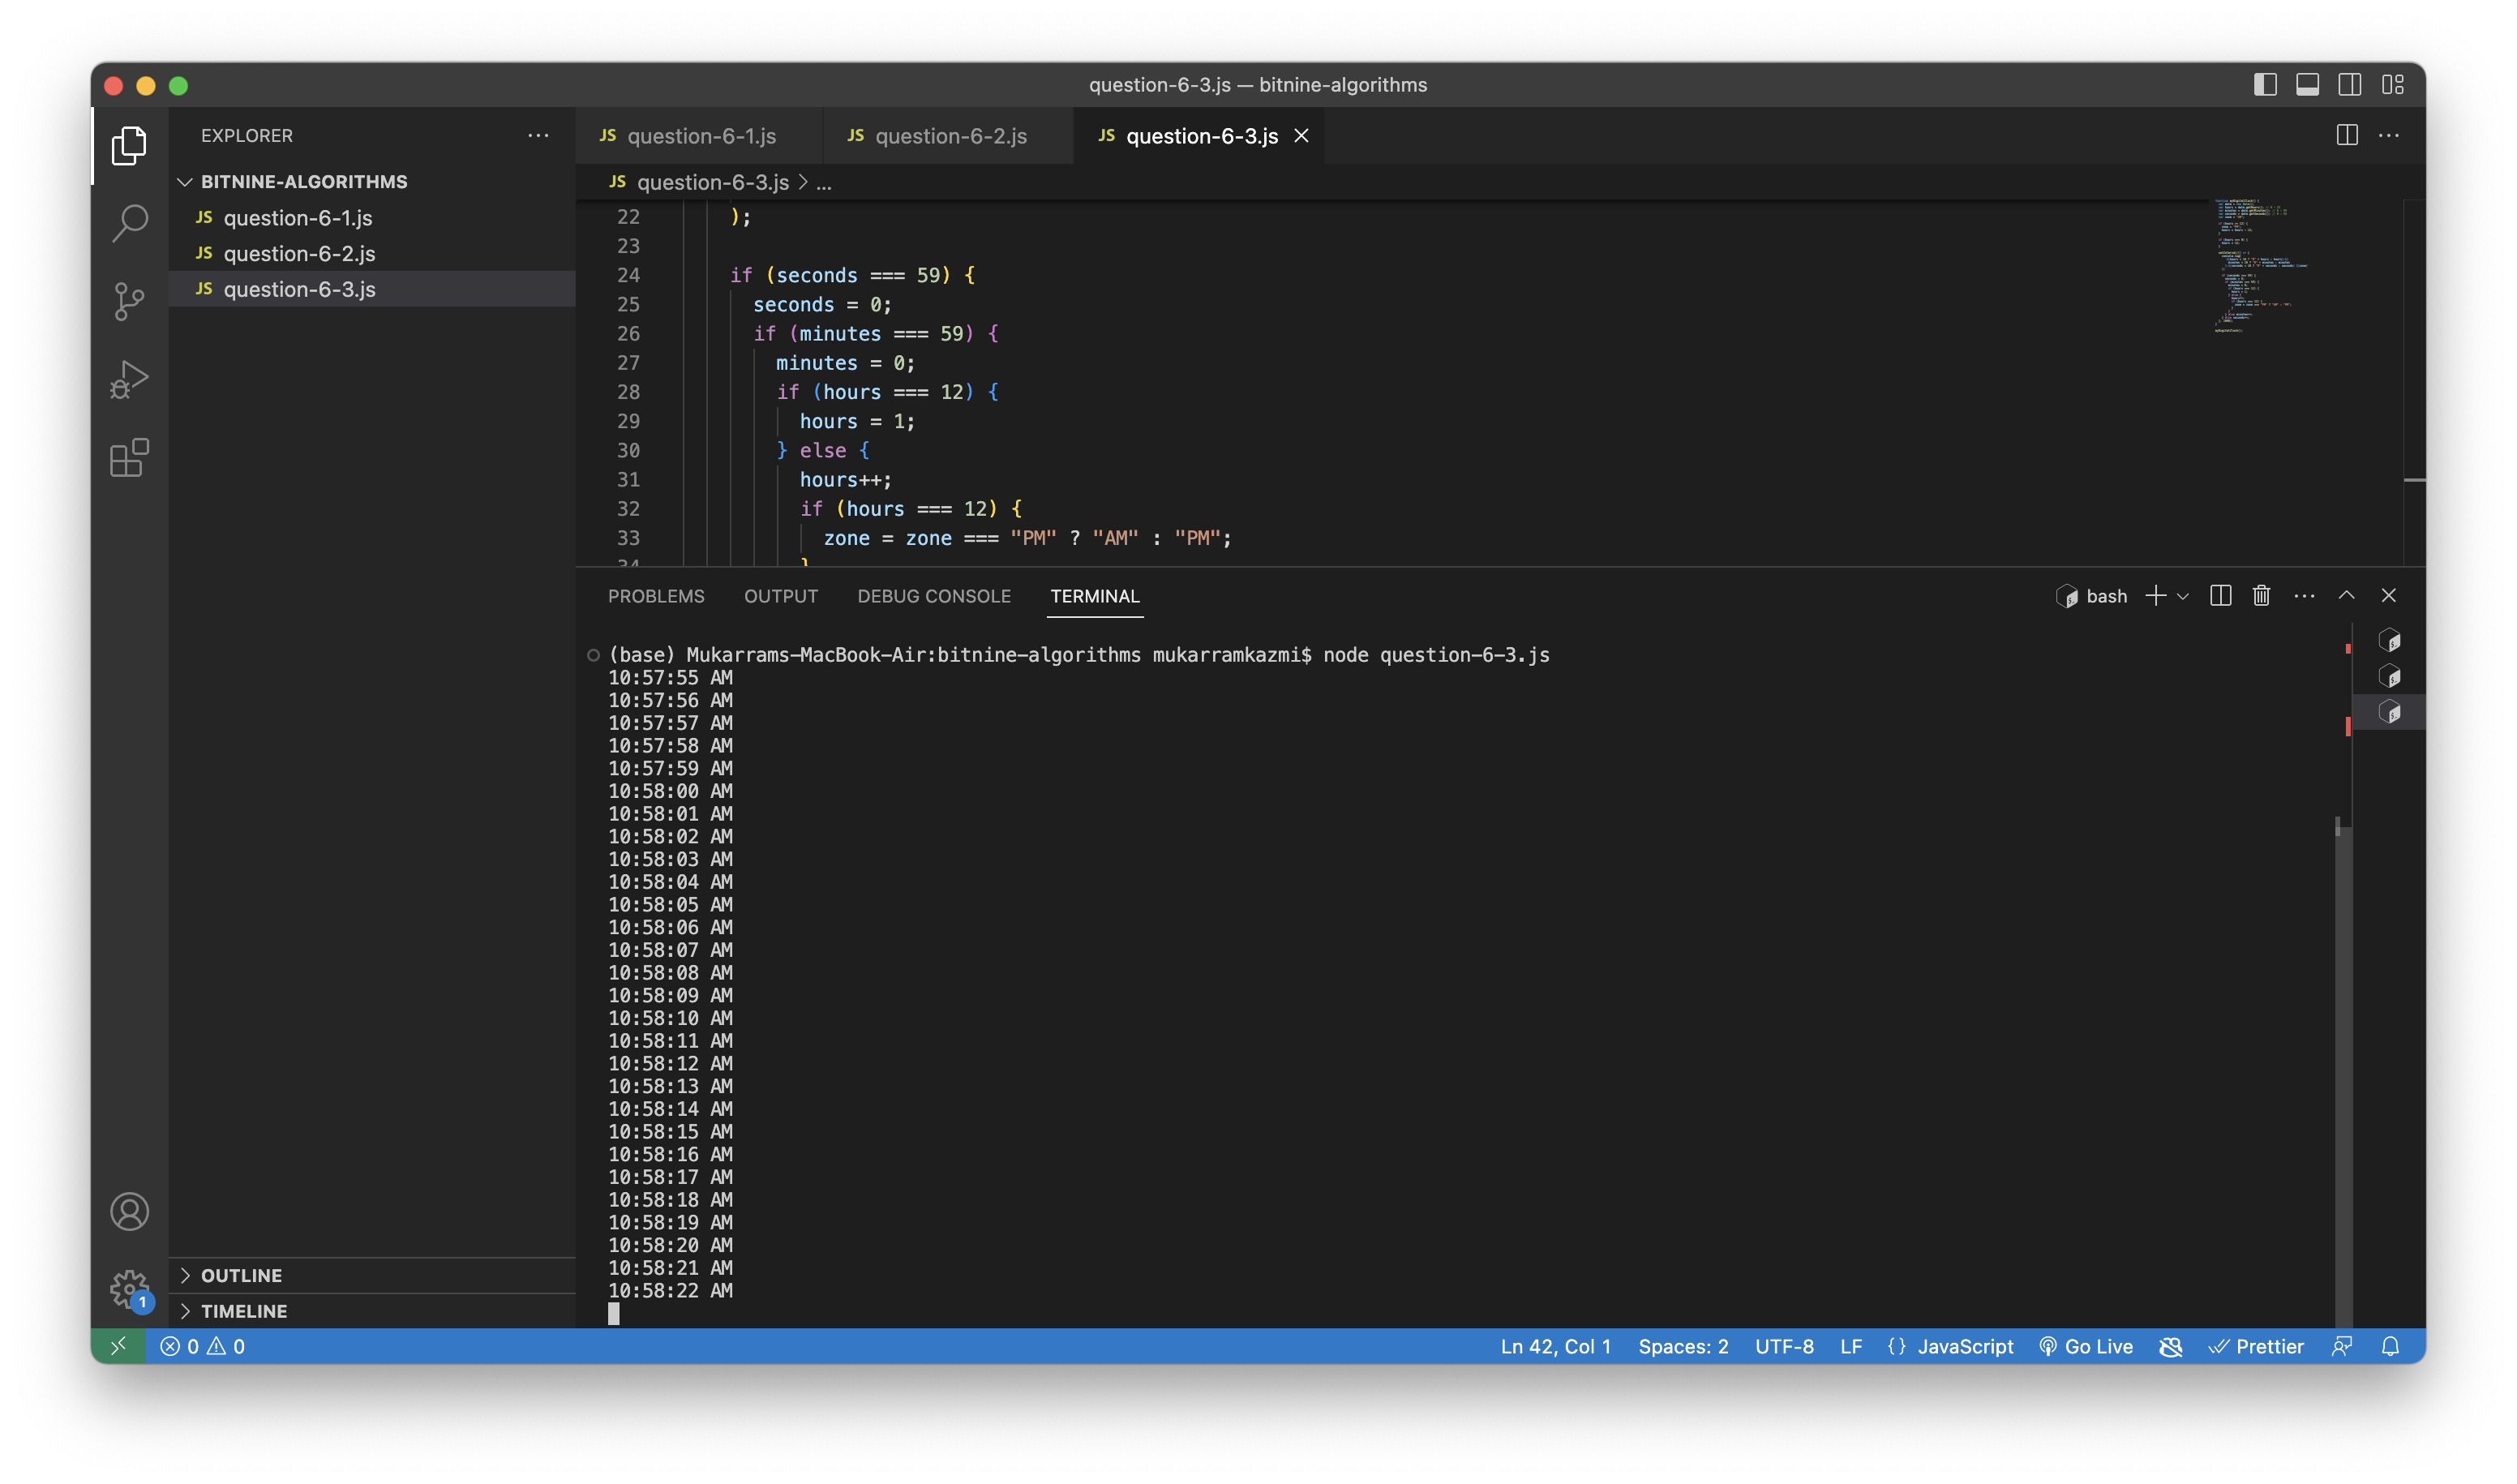 question-6-3.js — bitnine-algorithms
EXPLORER
JS question-6-1.js
JS question-6-2.js
JS question-6-3.js
BITNINE-ALGORITHMS
JS question-6-1.js
JS question-6-2.js
JS question-6-3.js
JS question-6-3.js > ...
22 );
23
24 if (seconds === 59) {
25 seconds = 0;
26 if (minutes === 59) {
27 minutes = 0;
28 if (hours === 12) {
29 hours = 1;
30 } else {
31 hours++;
32 if (hours === 12) {
33 zone = zone === "PM" ? "AM" : "PM";
34 }
PROBLEMS OUTPUT DEBUG CONSOLE TERMINAL
bash
(base) Mukarrams-MacBook-Air:bitnine-algorithms mukarramkazmi$ node question-6-3.js
10:57:55 AM
10:57:56 AM
10:57:57 AM
10:57:58 AM
10:57:59 AM
10:58:00 AM
10:58:01 AM
10:58:02 AM
10:58:03 AM
10:58:04 AM
10:58:05 AM
10:58:06 AM
10:58:07 AM
10:58:08 AM
10:58:09 AM
10:58:10 AM
10:58:11 AM
10:58:12 AM
10:58:13 AM
10:58:14 AM
10:58:15 AM
10:58:16 AM
10:58:17 AM
10:58:18 AM
10:58:19 AM
10:58:20 AM
10:58:21 AM
10:58:22 AM
OUTLINE
1
TIMELINE
0 0
Ln 42, Col 1 Spaces: 2 UTF-8 LF {} JavaScript Go Live Prettier